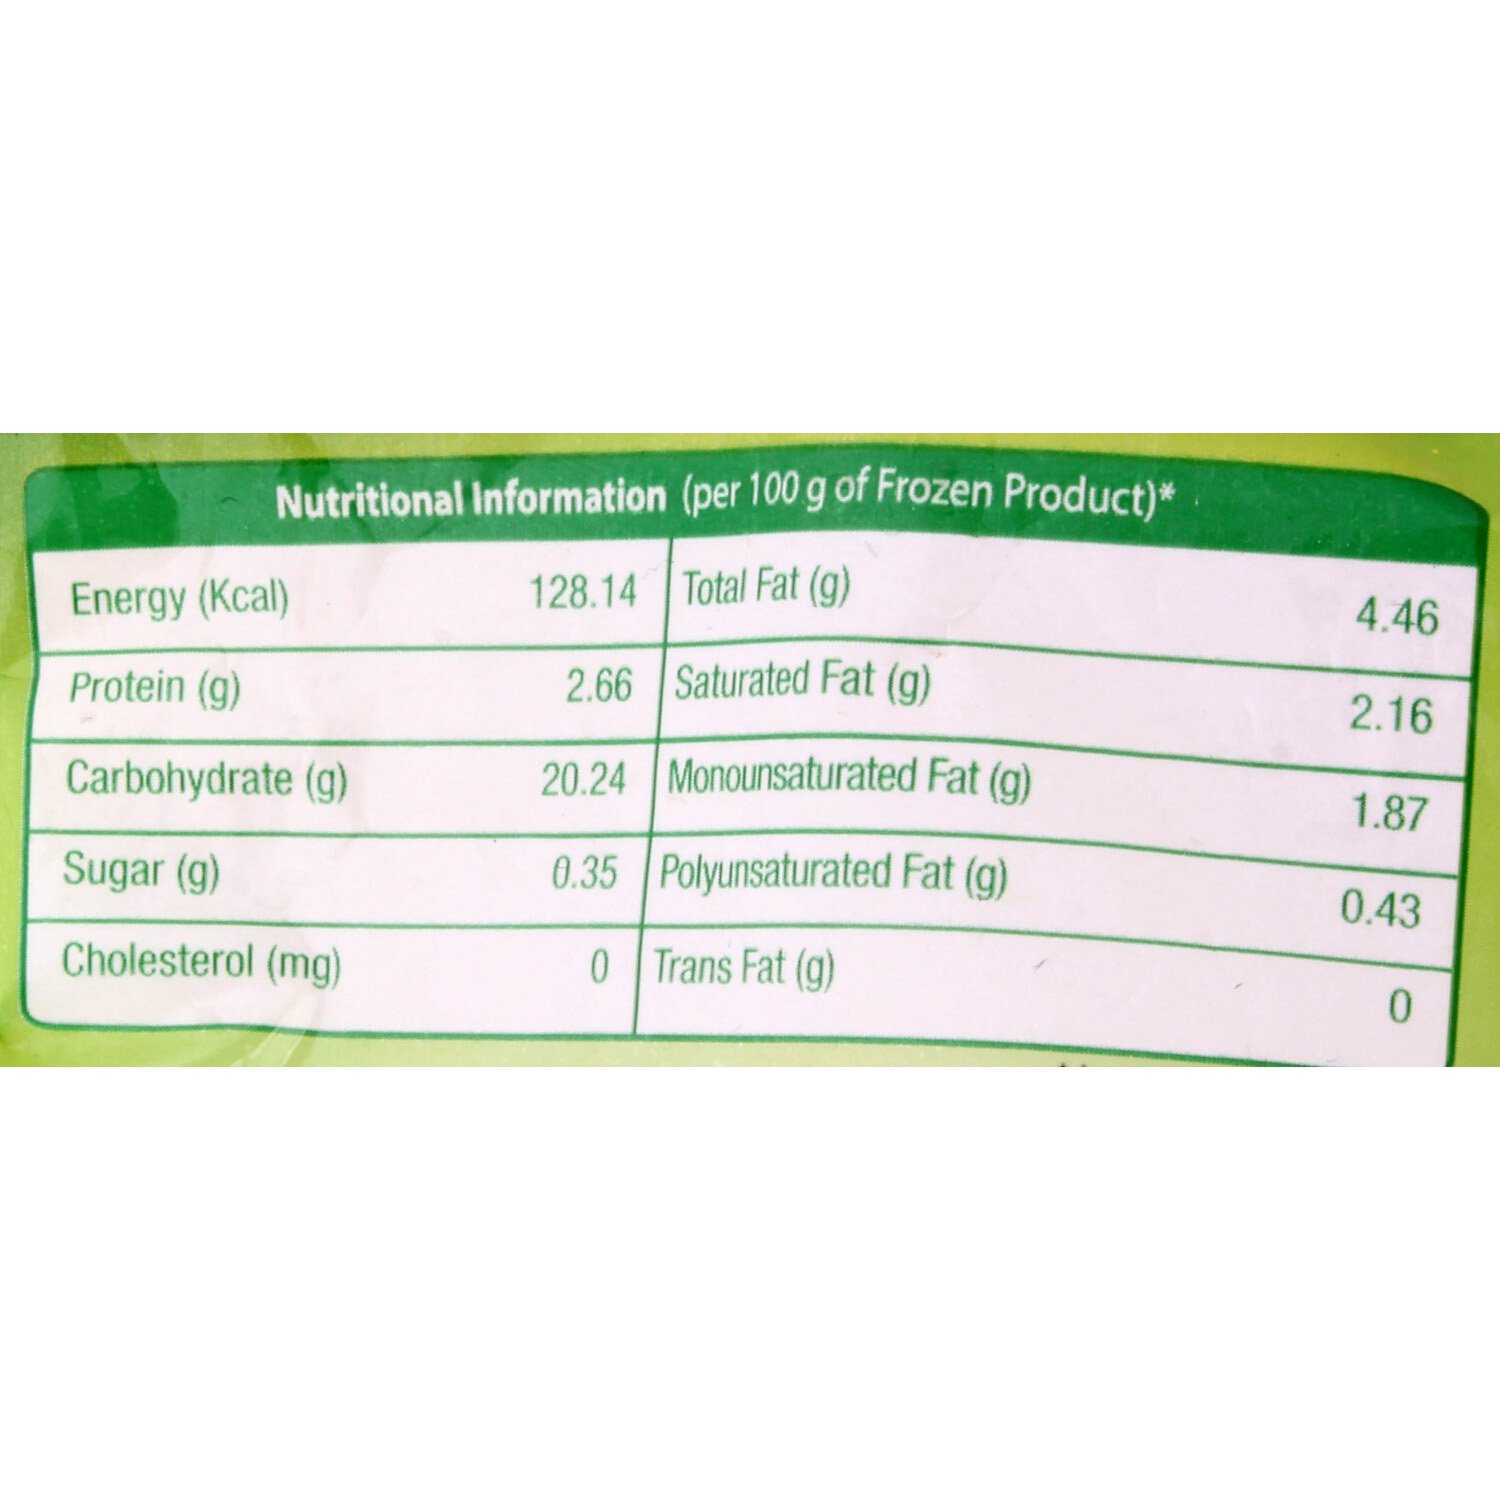 Nutritional Information (per 100 g of Frozen Product)*
Energy (Kcal) 128.14 Total Fat (g) 4.46
Protein (g) 2.66 Saturated Fat (g) 2.16
Carbohydrate (g) 20.24 Monounsaturated Fat (g) 1.87
Sugar (g) 0.35 Polyunsaturated Fat (g) 0.43
Cholesterol (mg) 0 Trans Fat (g) 0